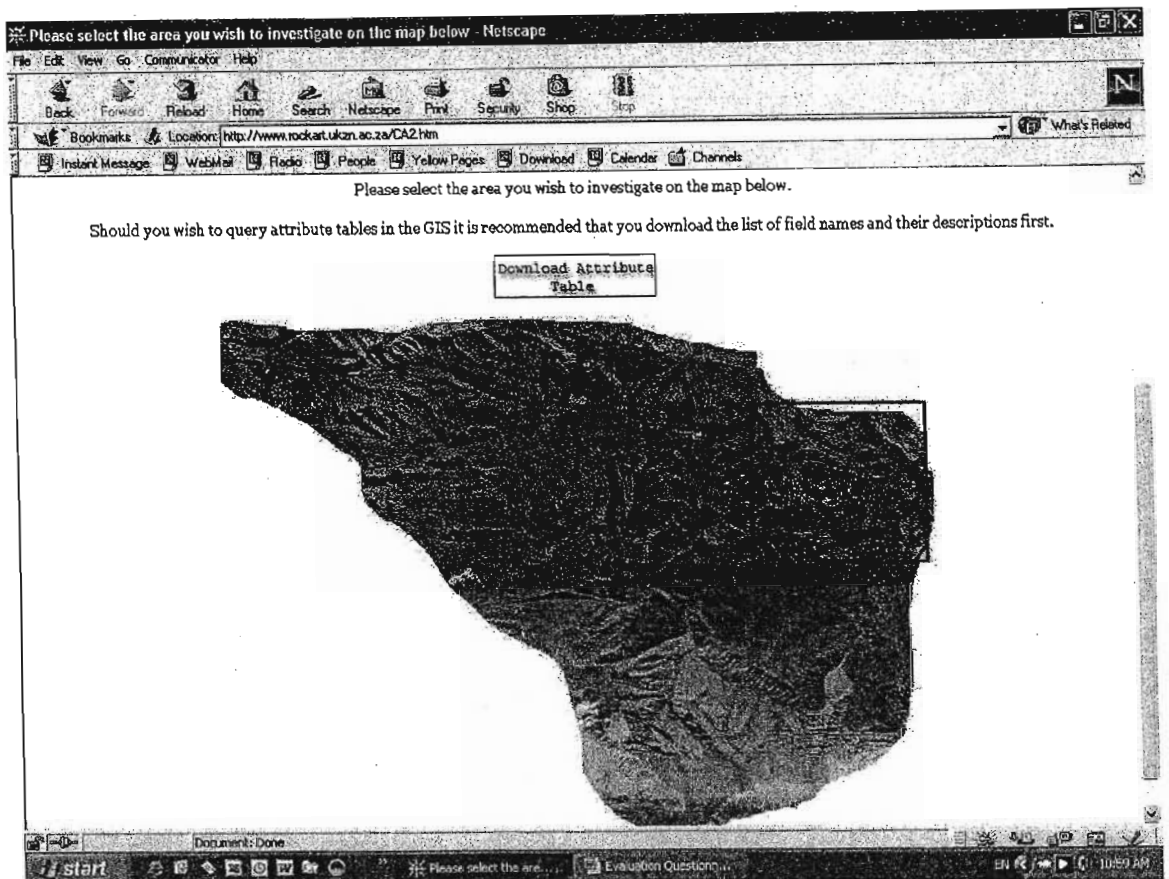 Please select the area you wish to investigate on the map below - Netscape
File Edit View Go Communicator Help
Back Forward Reload Home Search Netscape Print Security Shop Stop
N
Bookmarks Location: http://www.rockart.ukzn.ac.za/CA2.htm What's Related
Instant Message WebMail Radio People Yellow Pages Download Calendar Channels
Please select the area you wish to investigate on the map below.
Should you wish to query attribute tables in the GIS it is recommended that you download the list of field names and their descriptions first.
Download Attribute
Table
Document: Done
start Please select the are... Evaluation Questionn... EN 10:59 AM